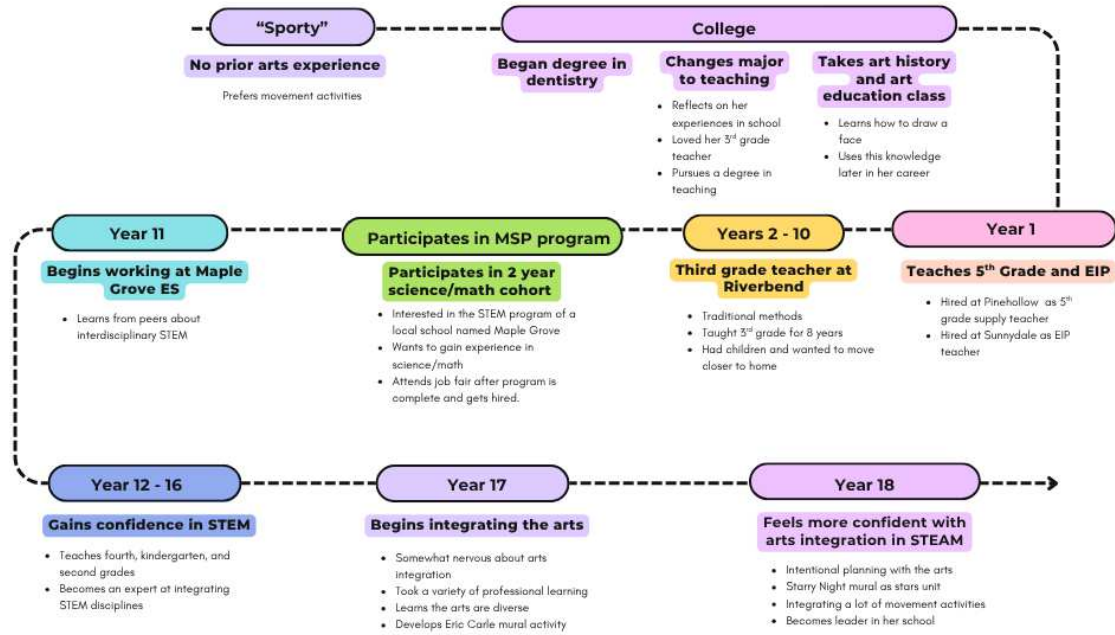 “Sporty”
No prior arts experience
Prefers movement activities
College
Began degree in
dentistry
Changes major
to teaching
• Reflects on her
experiences in school
• Loved her 3rd grade
teacher
• Pursues a degree in
teaching
Takes art history
and art
education class
• Learns how to draw a
face
• Uses this knowledge
later in her career
Year 1
Teaches 5th Grade and EIP
• Hired at Pinehollow as 5th
grade supply teacher
• Hired at Sunnydale as EIP
teacher
Years 2 - 10
Third grade teacher at
Riverbend
• Traditional methods
• Taught 3rd grade for 8 years
• Had children and wanted to move
closer to home
Participates in MSP program
Participates in 2 year
science/math cohort
• Interested in the STEM program of a
local school named Maple Grove
• Wants to gain experience in
science/math
• Attends job fair after program is
complete and gets hired.
Year 11
Begins working at Maple
Grove ES
• Learns from peers about
interdisciplinary STEM
Year 12 - 16
Gains confidence in STEM
• Teaches fourth, kindergarten, and
second grades
• Becomes an expert at integrating
STEM disciplines
Year 17
Begins integrating the arts
• Somewhat nervous about arts
integration
• Took a variety of professional learning
• Learns the arts are diverse
• Develops Eric Carle mural activity
Year 18
Feels more confident with
arts integration in STEAM
• Intentional planning with the arts
• Starry Night mural as stars unit
• Integrating a lot of movement activities
• Becomes leader in her school